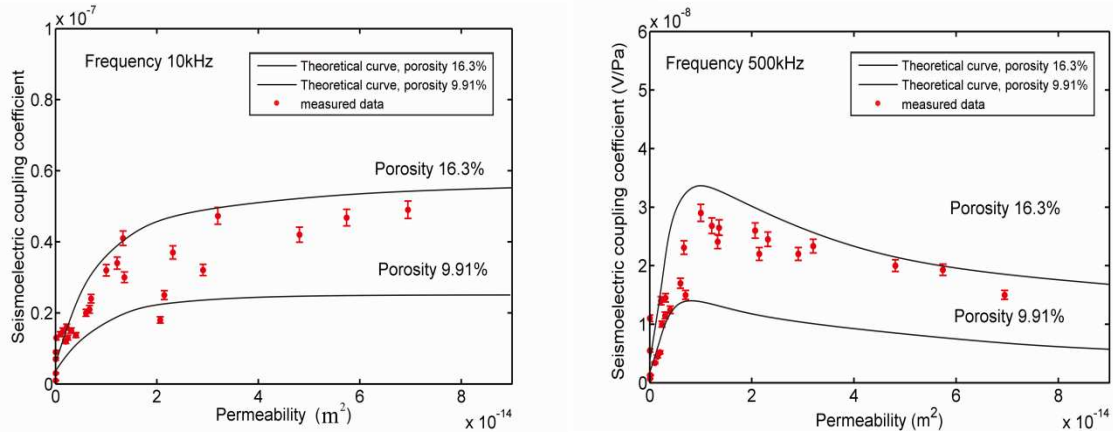 x 10⁻⁷
Seismoelectric coupling coefficient
1
0.8
0.6
0.4
0.2
0
Frequency 10kHz
Theoretical curve, porosity 16.3%
Theoretical curve, porosity 9.91%
measured data
Porosity 16.3%
Porosity 9.91%
0 2 4 6 8
Permeability (m²)
x 10⁻¹⁴
x 10⁻⁸
Seismoelectric coupling coefficient (V/Pa)
6
5
4
3
2
1
0
Frequency 500kHz
Theoretical curve, porosity 16.3%
Theoretical curve, porosity 9.91%
measured data
Porosity 16.3%
Porosity 9.91%
0 2 4 6 8
Permeability (m²)
x 10⁻¹⁴